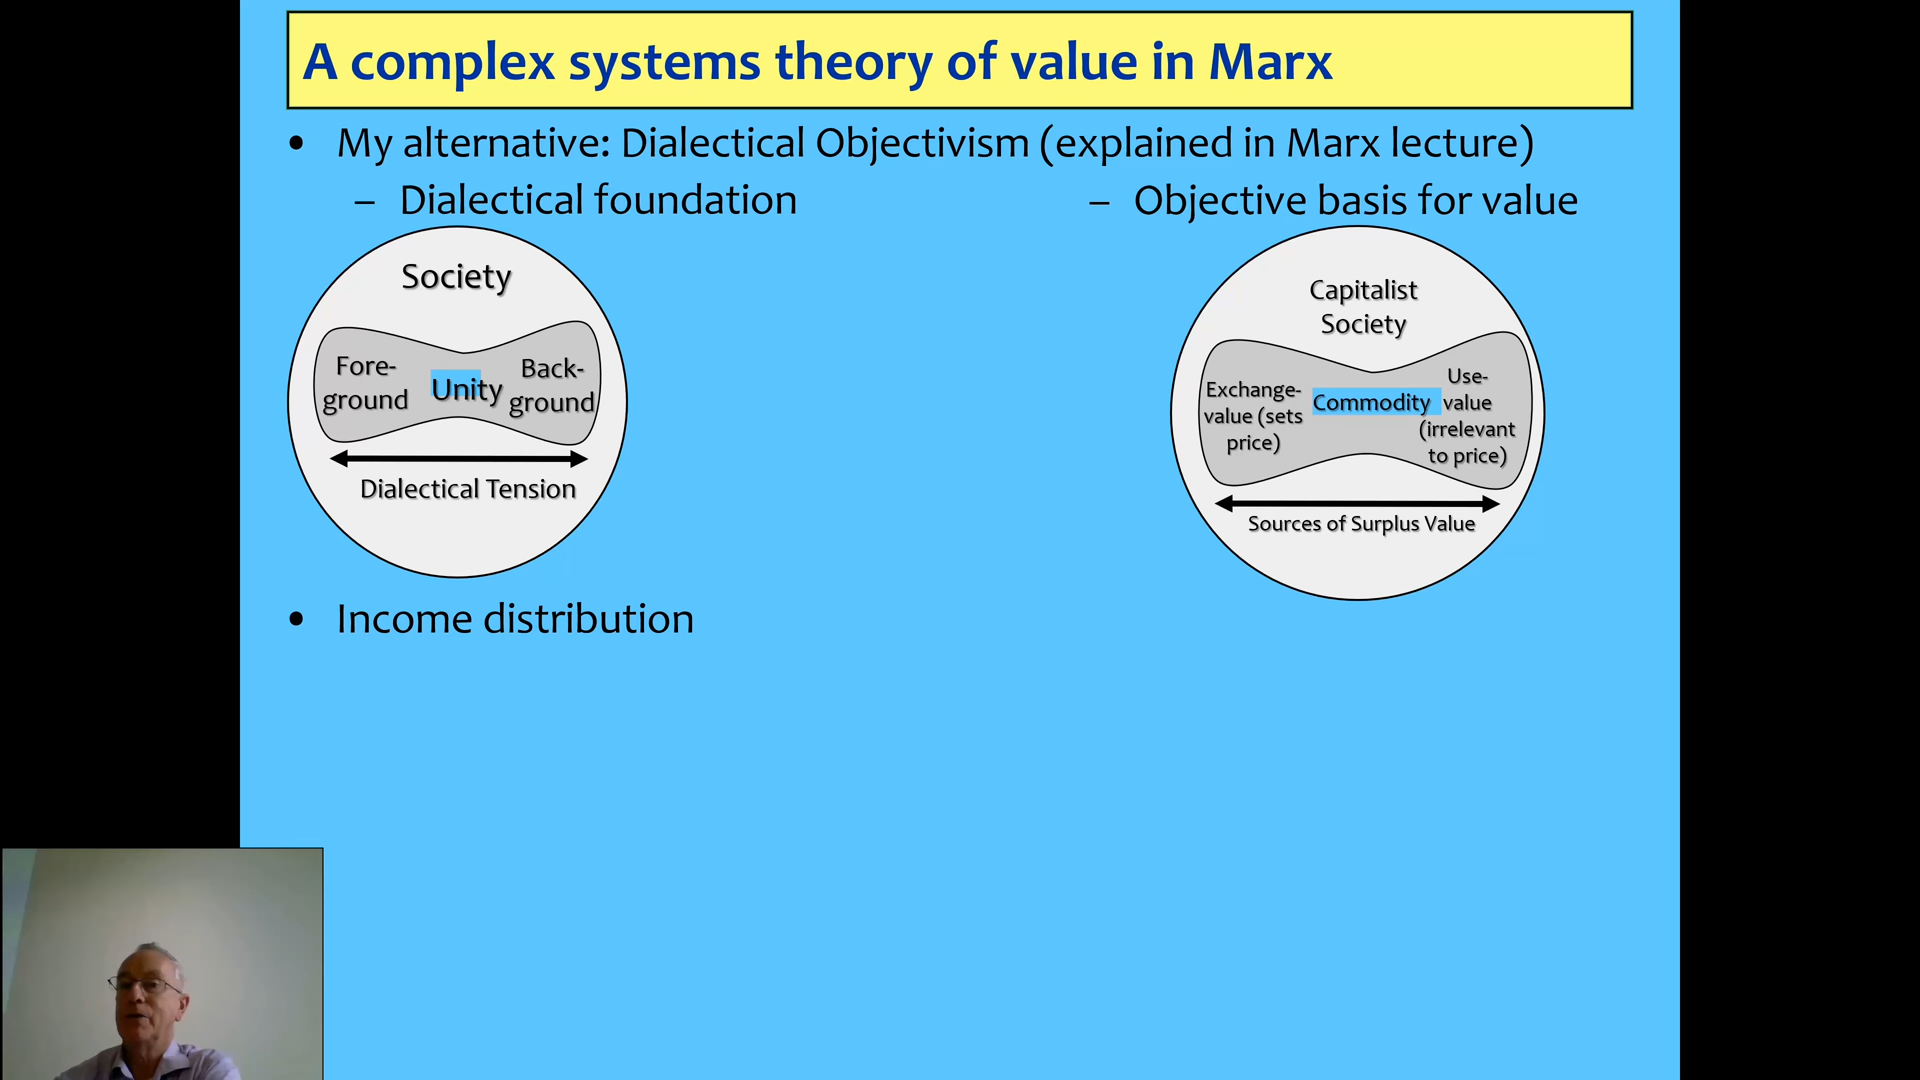 A complex systems theory of value in Marx
• My alternative: Dialectical Objectivism (explained in Marx lecture)
– Dialectical foundation
– Objective basis for value
Society
Fore-
ground
Unity
Back-
ground
Dialectical Tension
Capitalist
Society
Exchange-
value (sets
price)
Commodity
Use-
value
(irrelevant
to price)
Sources of Surplus Value
• Income distribution